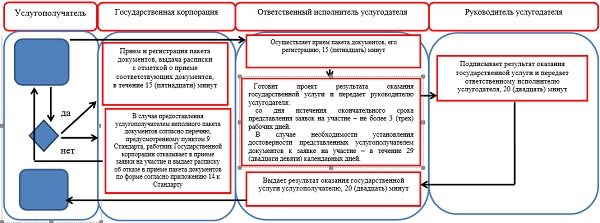 Услугополучатель
Государственная корпорация
Ответственный исполнитель услугодателя
Руководитель услугодателя
Прием и регистрация пакета
документов, выдача расписки
с отметкой о приеме
соответствующих документов,
в течение 15 (пятнадцати) минут
да
нет
В случае предоставления
услугополучателем неполного пакета
документов согласно перечню,
предусмотренному пунктом 9
Стандарта, работник Государственной
корпорации отказывает в приеме
заявки на участие и выдает расписку
об отказе в приеме пакета документов
по форме согласно приложению 14 к
Стандарту
Осуществляет прием пакета документов, его
регистрацию, 15 (пятнадцать) минут
Готовит проект результата оказания
государственной услуги и передает руководителю
услугодателя:
со дня истечения окончательного срока
представления заявок на участие – не более 3 (трех)
рабочих дней.
В случае необходимости установления
достоверности представленных услугополучателем
документов к заявке на участие – в течение 29
(двадцати девяти) календарных дней.
Выдает результат оказания государственной
услуги услугополучателю, 20 (двадцать) минут
Подписывает результат оказания
государственной услуги и передает
ответственному исполнителю
услугодателя, 20 (двадцать) минут